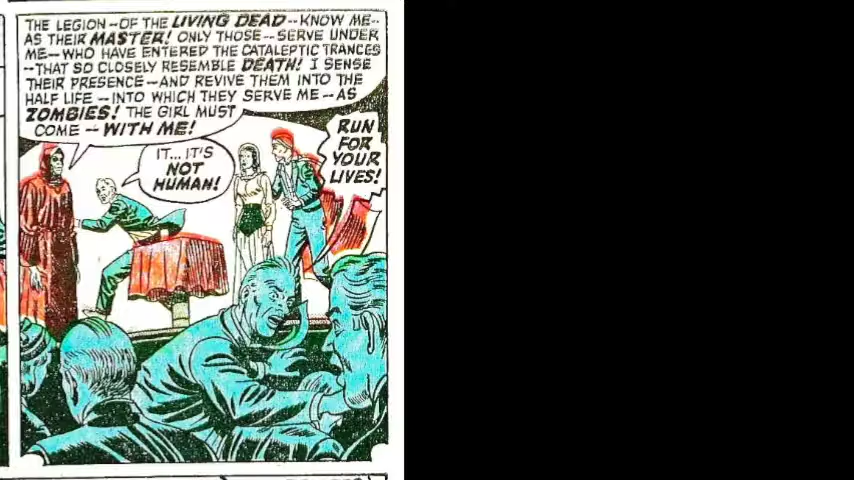 THE LEGION--OF THE LIVING DEAD--KNOW ME--
AS THEIR MASTER! ONLY THOSE--SERVE UNDER
ME--WHO HAVE ENTERED THE CATALEPTIC TRANCES
--THAT SO CLOSELY RESEMBLE DEATH! I SENSE
THEIR PRESENCE--AND REVIVE THEM INTO THE
HALF LIFE--INTO WHICH THEY SERVE ME--AS
ZOMBIES! THE GIRL MUST
COME--WITH ME!
IT...IT'S
NOT
HUMAN!
RUN
FOR
YOUR
LIVES!